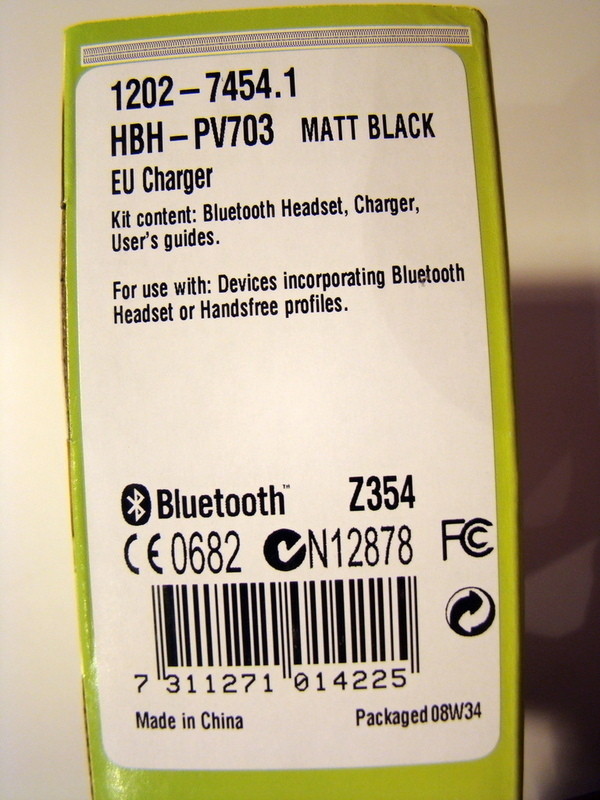 1202-7454.1
HBH-PV703 MATT BLACK
EU Charger
Kit content: Bluetooth Headset, Charger,
User's guides.
For use with: Devices incorporating Bluetooth
Headset or Handsfree profiles.
Bluetooth™ Z354
CE 0682 N12878 FC
7 311271 014225
Made in China Packaged 08W34